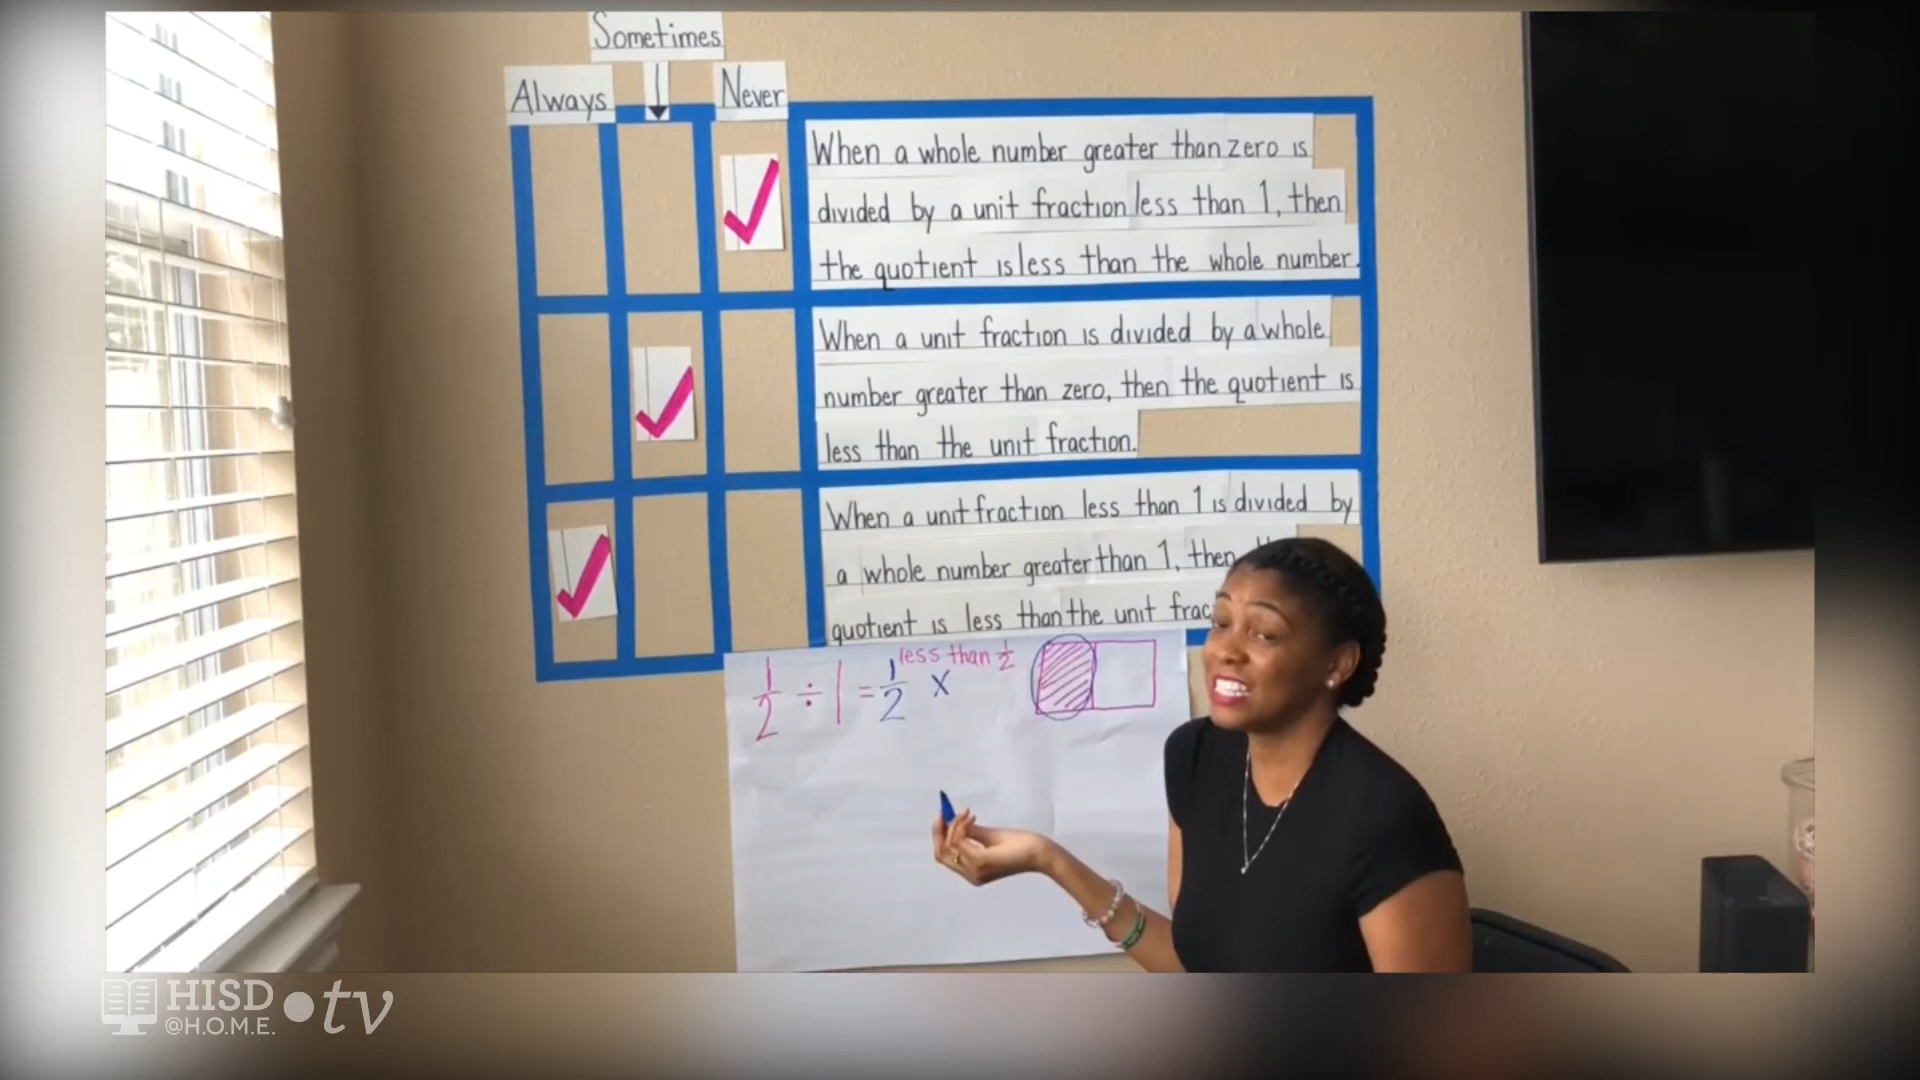 Sometimes
Always
Never
When a whole number greater than zero is
divided by a unit fraction less than 1, then
the quotient is less than the whole number.
When a unit fraction is divided by a whole
number greater than zero, then the quotient is
less than the unit fraction.
When a unit fraction less than 1 is divided by
a whole number greater than 1, then
quotient is less than the unit
less than 1/2
1/2 ÷ 1 = 1/2 x
HISD
@H.O.M.E.
•tv